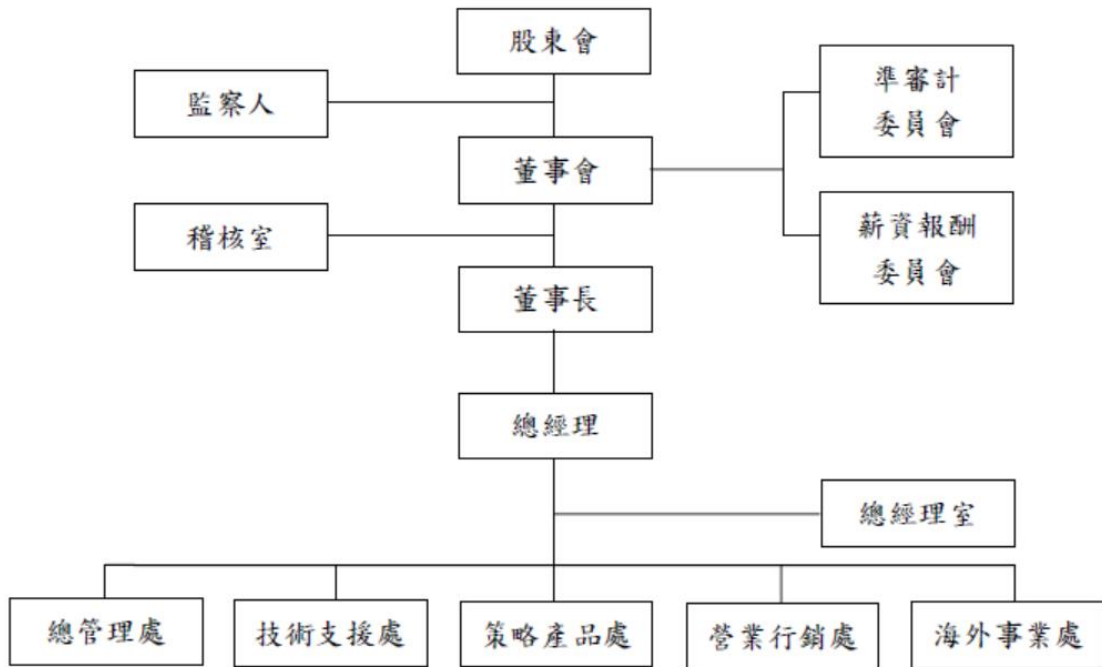 股東會
監察人
準審計
委員會
董事會
稽核室
薪資報酬
委員會
董事長
總經理
總經理室
總管理處
技術支援處
策略產品處
營業行銷處
海外事業處